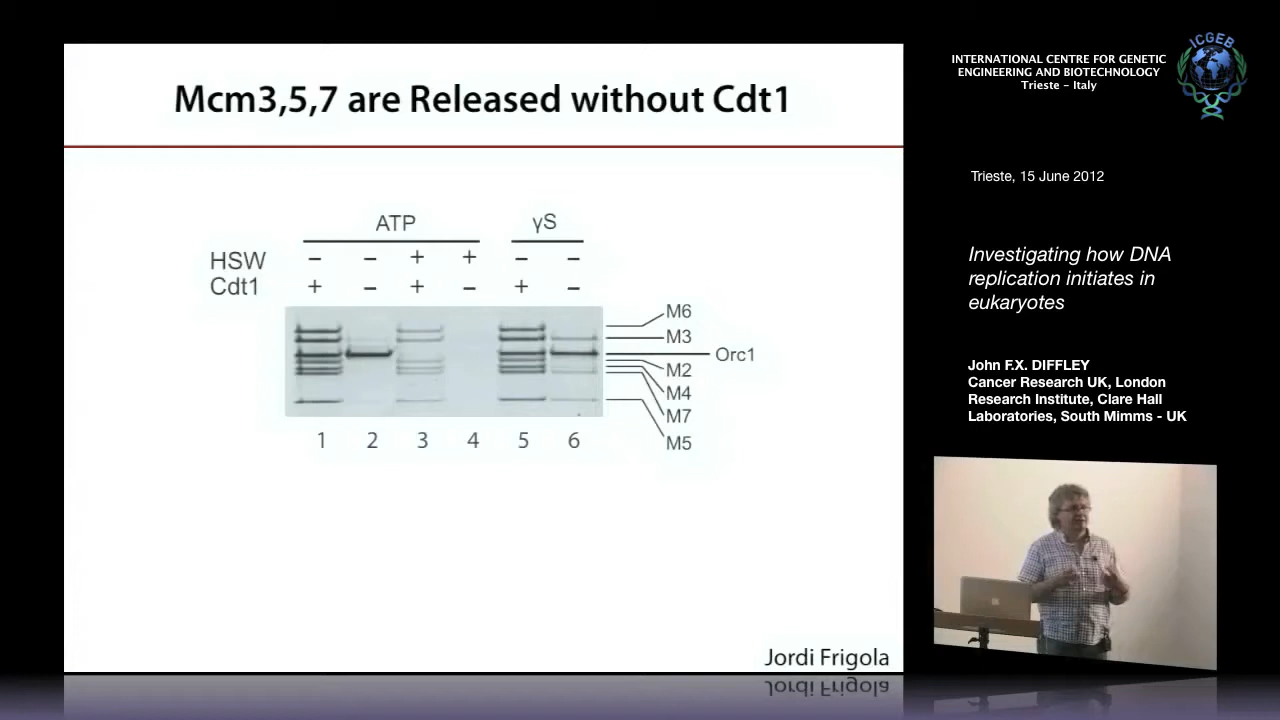 Mcm3,5,7 are Released without Cdt1
ATP
γS
HSW – – + + – –
Cdt1 + – + – + –
M6
M3
Orc1
M2
M4
M7
M5
1 2 3 4 5 6
Jordi Frigola
ICGEB
INTERNATIONAL CENTRE FOR GENETIC
ENGINEERING AND BIOTECHNOLOGY
Trieste – Italy
Trieste, 15 June 2012
Investigating how DNA
replication initiates in
eukaryotes
John F.X. DIFFLEY
Cancer Research UK, London
Research Institute, Clare Hall
Laboratories, South Mimms - UK